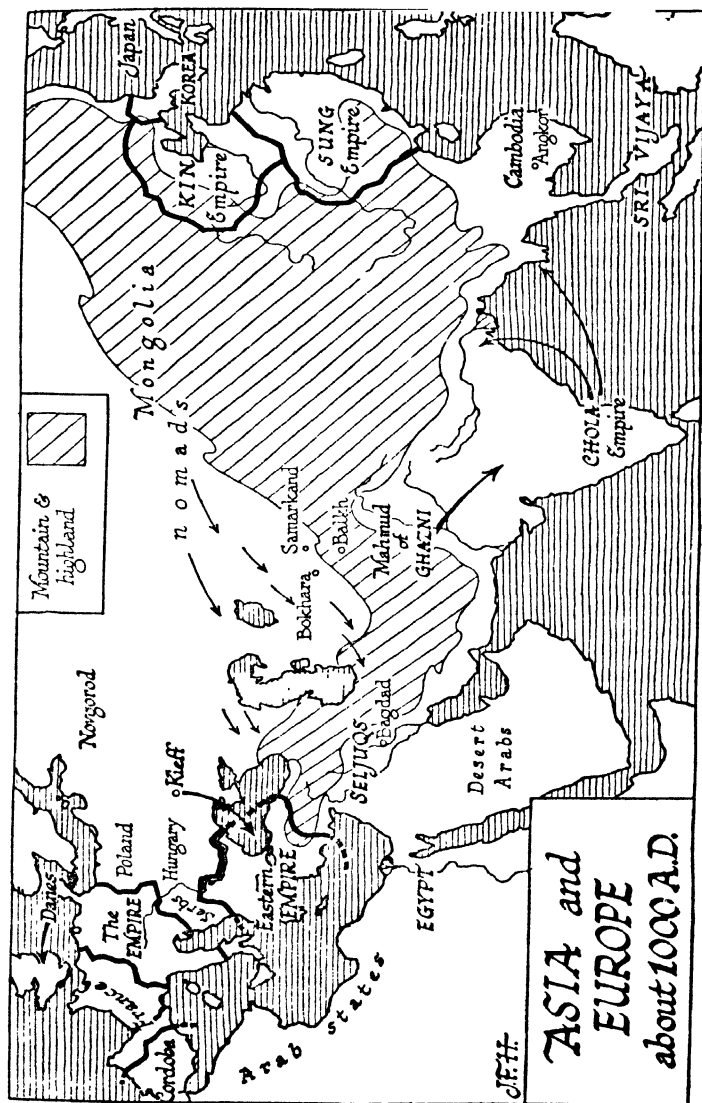 Mountain &
highland
Danes
Novgorod
France
The
EMPIRE
Poland
Hungary
Kieff
Serbs
Cordoba
Eastern
EMPIRE
Arab states
EGYPT
SELJUQS
Bagdad
Desert
Arabs
nomads
Mongolia
Bokhara
Samarkand
Balkh
Mahmud
of
GHAZNI
CHOLA
Empire
KIN
Empire
KOREA
Japan
SUNG
Empire
Cambodia
Angkor
SRI-VIJAYA
J.F.H.
ASIA and
EUROPE
about 1000 A.D.